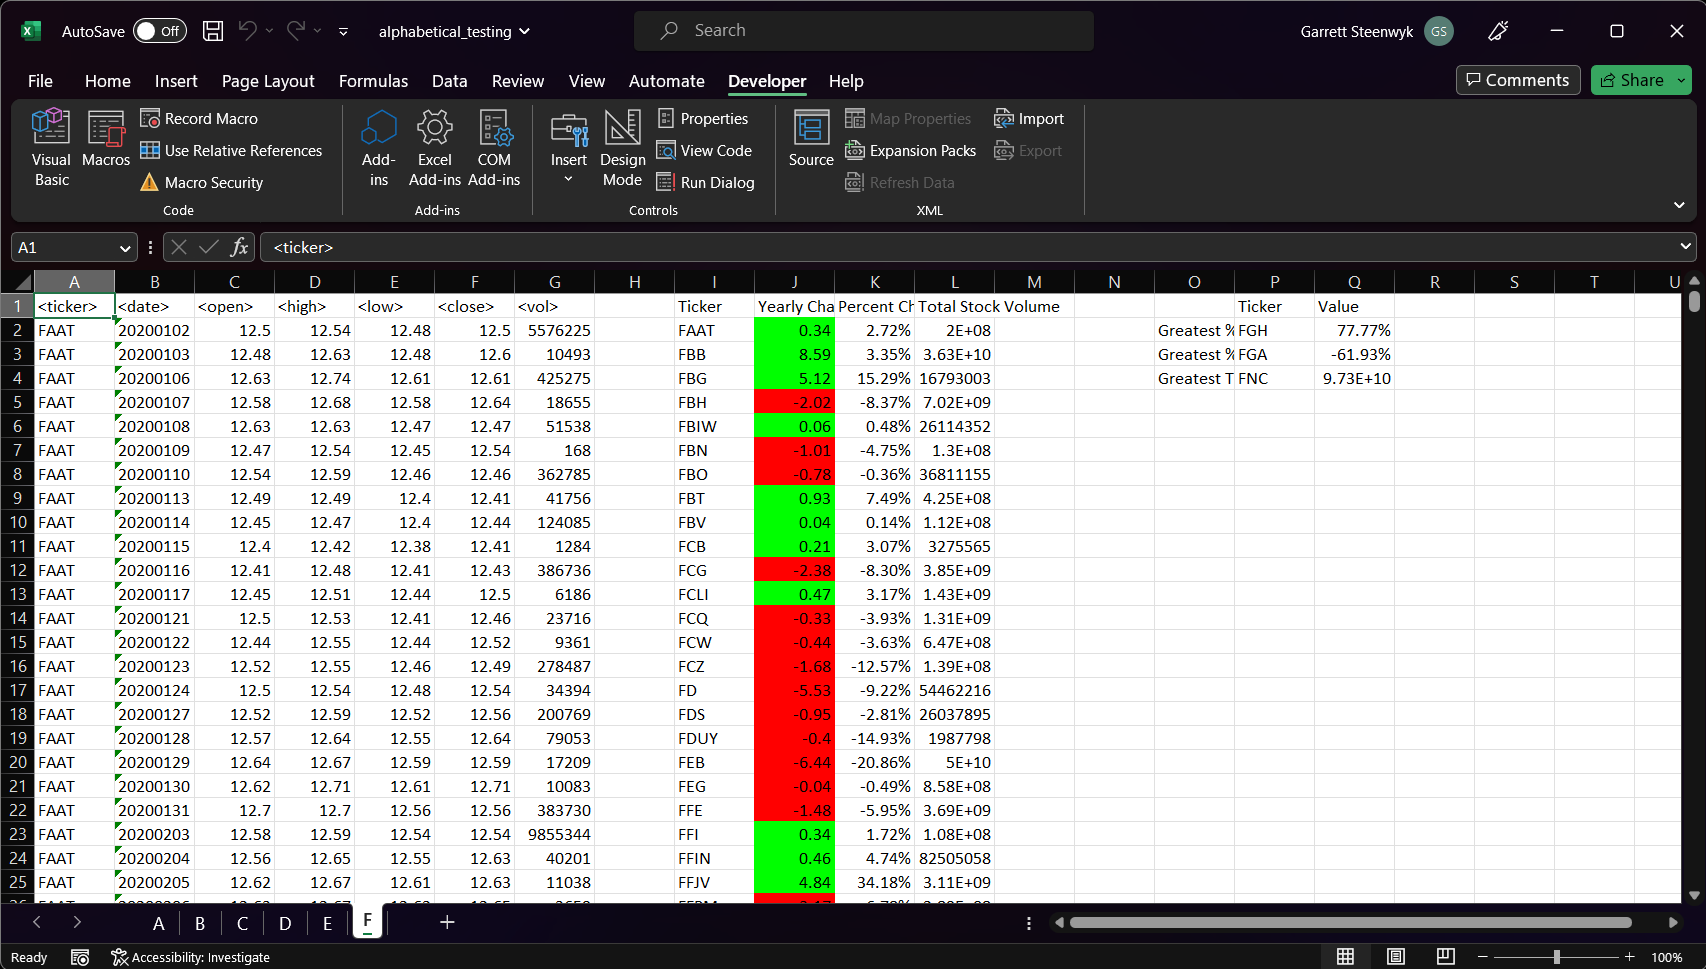 AutoSave Off alphabetical_testing Search Garrett Steenwyk GS
File Home Insert Page Layout Formulas Data Review View Automate Developer Help Comments Share
Visual Basic Macros Record Macro Use Relative References Macro Security Code
Add-ins Excel Add-ins COM Add-ins Add-ins
Insert Design Mode Properties View Code Run Dialog Controls
Source Map Properties Expansion Packs Refresh Data Import Export XML
A1 fx <ticker>
A B C D E F G H I J K L M N O P Q R S T U
1 <ticker> <date> <open> <high> <low> <close> <vol> Ticker Yearly Cha Percent Ch Total Stock Volume Ticker Value
2 FAAT 20200102 12.5 12.54 12.48 12.5 5576225 FAAT 0.34 2.72% 2E+08 Greatest % FGH 77.77%
3 FAAT 20200103 12.48 12.63 12.48 12.6 10493 FBB 8.59 3.35% 3.63E+10 Greatest % FGA -61.93%
4 FAAT 20200106 12.63 12.74 12.61 12.61 425275 FBG 5.12 15.29% 16793003 Greatest T FNC 9.73E+10
5 FAAT 20200107 12.58 12.68 12.58 12.64 18655 FBH -2.02 -8.37% 7.02E+09
6 FAAT 20200108 12.63 12.63 12.47 12.47 51538 FBIW 0.06 0.48% 26114352
7 FAAT 20200109 12.47 12.54 12.45 12.54 168 FBN -1.01 -4.75% 1.3E+08
8 FAAT 20200110 12.54 12.59 12.46 12.46 362785 FBO -0.78 -0.36% 36811155
9 FAAT 20200113 12.49 12.49 12.4 12.41 41756 FBT 0.93 7.49% 4.25E+08
10 FAAT 20200114 12.45 12.47 12.4 12.44 124085 FBV 0.04 0.14% 1.12E+08
11 FAAT 20200115 12.4 12.42 12.38 12.41 1284 FCB 0.21 3.07% 3275565
12 FAAT 20200116 12.41 12.48 12.41 12.43 386736 FCG -2.38 -8.30% 3.85E+09
13 FAAT 20200117 12.45 12.51 12.44 12.5 6186 FCLI 0.47 3.17% 1.43E+09
14 FAAT 20200121 12.5 12.53 12.41 12.46 23716 FCQ -0.33 -3.93% 1.31E+09
15 FAAT 20200122 12.44 12.55 12.44 12.52 9361 FCW -0.44 -3.63% 6.47E+08
16 FAAT 20200123 12.52 12.55 12.46 12.49 278487 FCZ -1.68 -12.57% 1.39E+08
17 FAAT 20200124 12.5 12.54 12.48 12.54 34394 FD -5.53 -9.22% 54462216
18 FAAT 20200127 12.52 12.59 12.52 12.56 200769 FDS -0.95 -2.81% 26037895
19 FAAT 20200128 12.57 12.64 12.55 12.64 79053 FDUY -0.4 -14.93% 1987798
20 FAAT 20200129 12.64 12.67 12.59 12.59 17209 FEB -6.44 -20.86% 5E+10
21 FAAT 20200130 12.62 12.71 12.61 12.71 10083 FEG -0.04 -0.49% 8.58E+08
22 FAAT 20200131 12.7 12.7 12.56 12.56 383730 FFE -1.48 -5.95% 3.69E+09
23 FAAT 20200203 12.58 12.59 12.54 12.54 9855344 FFI 0.34 1.72% 1.08E+08
24 FAAT 20200204 12.56 12.65 12.55 12.63 40201 FFIN 0.46 4.74% 82505058
25 FAAT 20200205 12.62 12.67 12.61 12.63 11038 FFJV 4.84 34.18% 3.11E+09
A B C D E F
Ready Accessibility: Investigate 100%